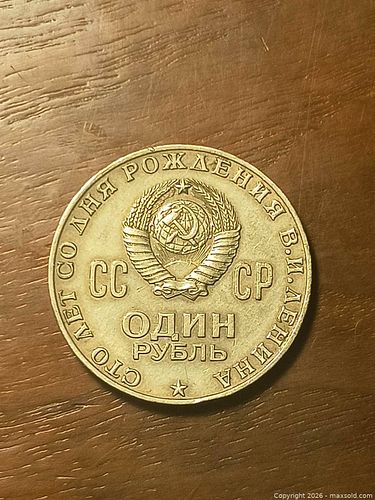 СТО ЛЕТ СО ДНЯ РОЖДЕНИЯ В.И.ЛЕНИНА
СС СР
ОДИН
РУБЛЬ
Copyright 2026 - maxsold.com